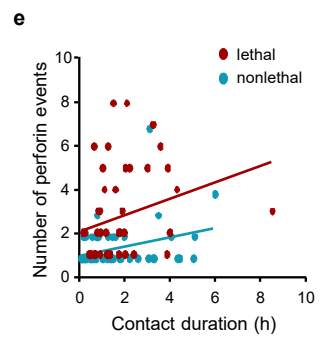 e
lethal
nonlethal
Number of perforin events
10
8
6
4
2
0
0 2 4 6 8 10
Contact duration (h)